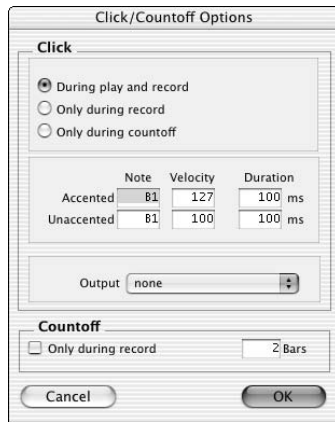 Click/Countoff Options
Click
During play and record
Only during record
Only during countoff
Note Velocity Duration
Accented B1 127 100 ms
Unaccented B1 100 100 ms
Output none
Countoff
Only during record 2 Bars
Cancel OK